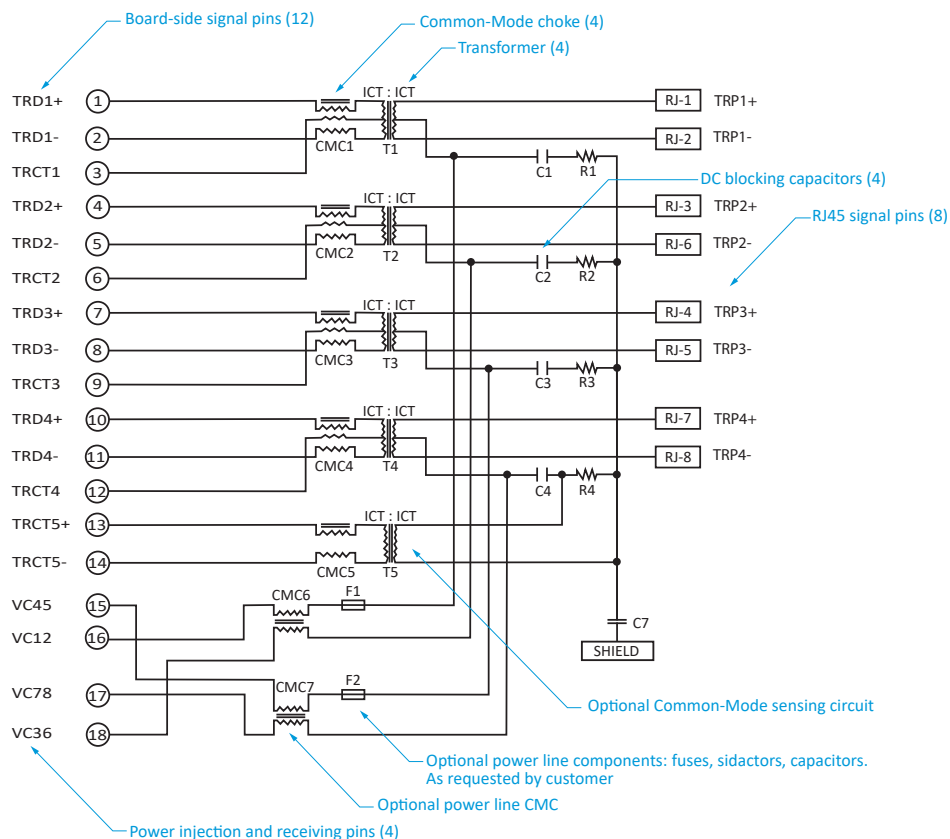 Board-side signal pins (12)
Common-Mode choke (4)
Transformer (4)
ICT : ICT
TRD1+ 1 RJ-1 TRP1+
TRD1- 2 RJ-2 TRP1-
CMC1 T1
TRCT1 3 C1 R1
DC blocking capacitors (4)
ICT : ICT
TRD2+ 4 RJ-3 TRP2+
RJ45 signal pins (8)
TRD2- 5 RJ-6 TRP2-
CMC2 T2
TRCT2 6 C2 R2
ICT : ICT
TRD3+ 7 RJ-4 TRP3+
TRD3- 8 RJ-5 TRP3-
CMC3 T3
TRCT3 9 C3 R3
ICT : ICT
TRD4+ 10 RJ-7 TRP4+
TRD4- 11 RJ-8 TRP4-
CMC4 T4
TRCT4 12 C4 R4
ICT : ICT
TRCT5+ 13
TRCT5- 14
CMC5 T5
CMC6 F1
VC45 15
C7
VC12 16
SHIELD
CMC7 F2
VC78 17
Optional Common-Mode sensing circuit
VC36 18
Optional power line components: fuses, sidactors, capacitors.
As requested by customer
Optional power line CMC
Power injection and receiving pins (4)